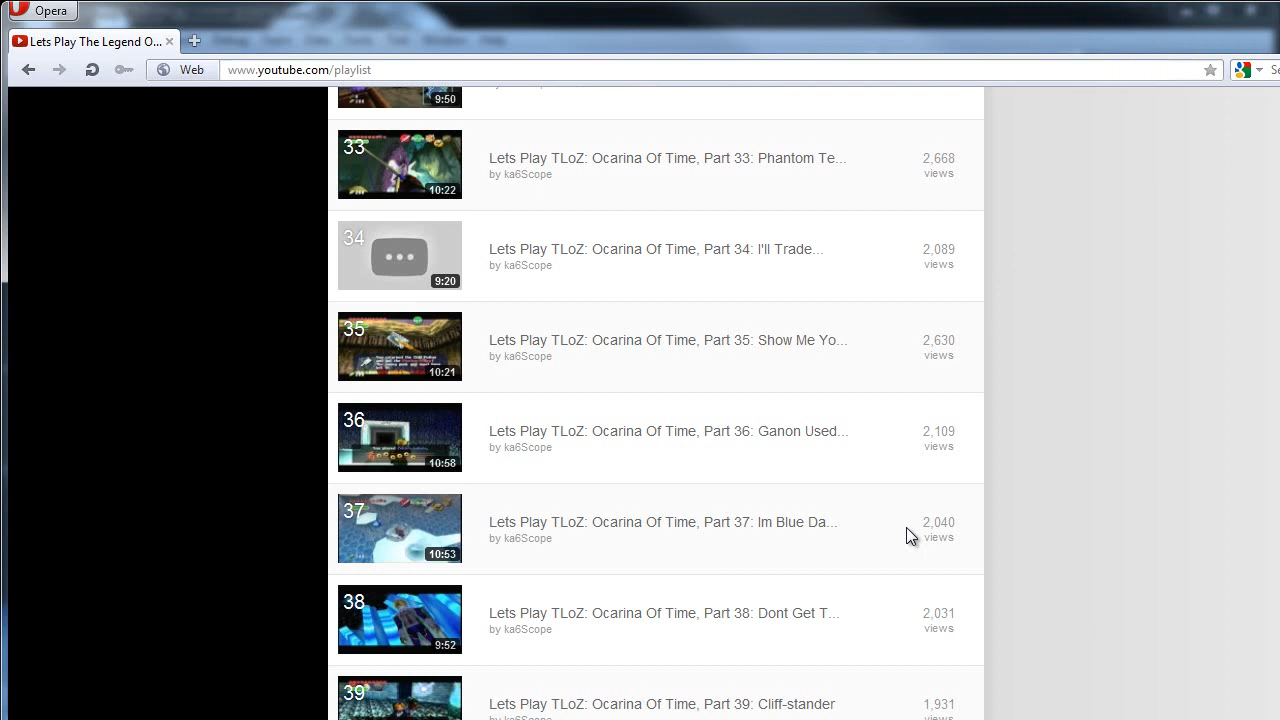 Opera
Lets Play The Legend O...
Web
www.youtube.com/playlist
9:50
33
10:22
Lets Play TLoZ: Ocarina Of Time, Part 33: Phantom Te...
by ka6Scope
2,668
views
34
9:20
Lets Play TLoZ: Ocarina Of Time, Part 34: I'll Trade...
by ka6Scope
2,089
views
35
10:21
Lets Play TLoZ: Ocarina Of Time, Part 35: Show Me Yo...
by ka6Scope
2,630
views
36
10:58
Lets Play TLoZ: Ocarina Of Time, Part 36: Ganon Used...
by ka6Scope
2,109
views
37
10:53
Lets Play TLoZ: Ocarina Of Time, Part 37: Im Blue Da...
by ka6Scope
2,040
views
38
9:52
Lets Play TLoZ: Ocarina Of Time, Part 38: Dont Get T...
by ka6Scope
2,031
views
39
Lets Play TLoZ: Ocarina Of Time, Part 39: Cliff-stander
by ka6Scope
1,931
views